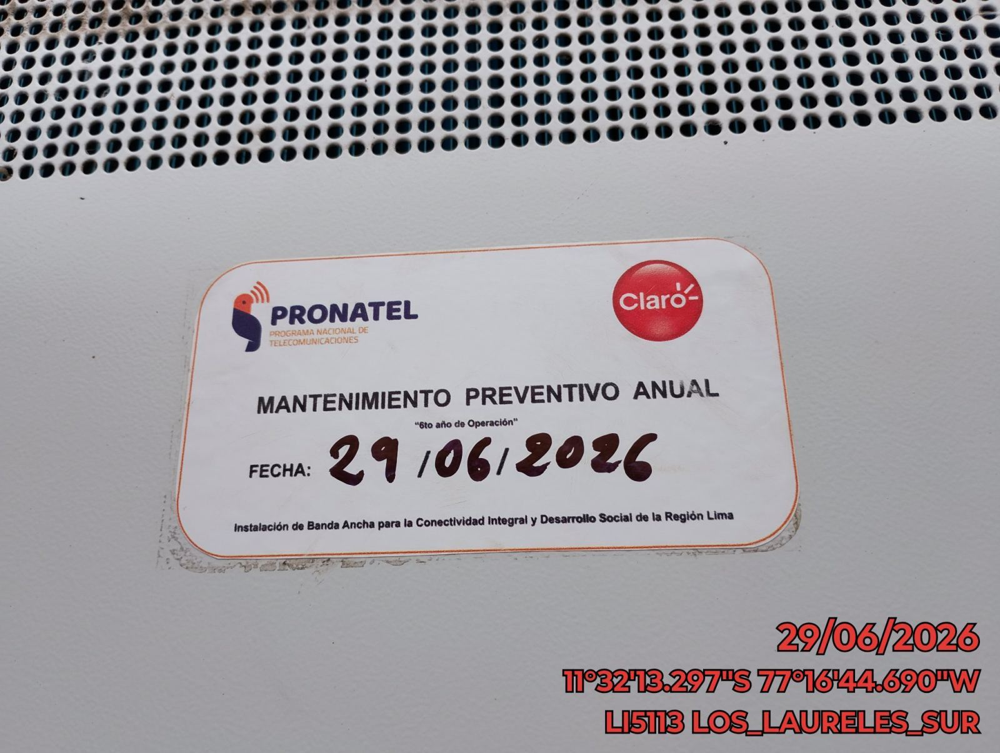 PRONATEL
PROGRAMA NACIONAL DE
TELECOMUNICACIONES
Claro
MANTENIMIENTO PREVENTIVO ANUAL
"6to año de Operación"
FECHA: 29/06/2026
Instalación de Banda Ancha para la Conectividad Integral y Desarrollo Social de la Región Lima
29/06/2026
11°32'13.297"S 77°16'44.690"W
LI5113 LOS_LAURELES_SUR